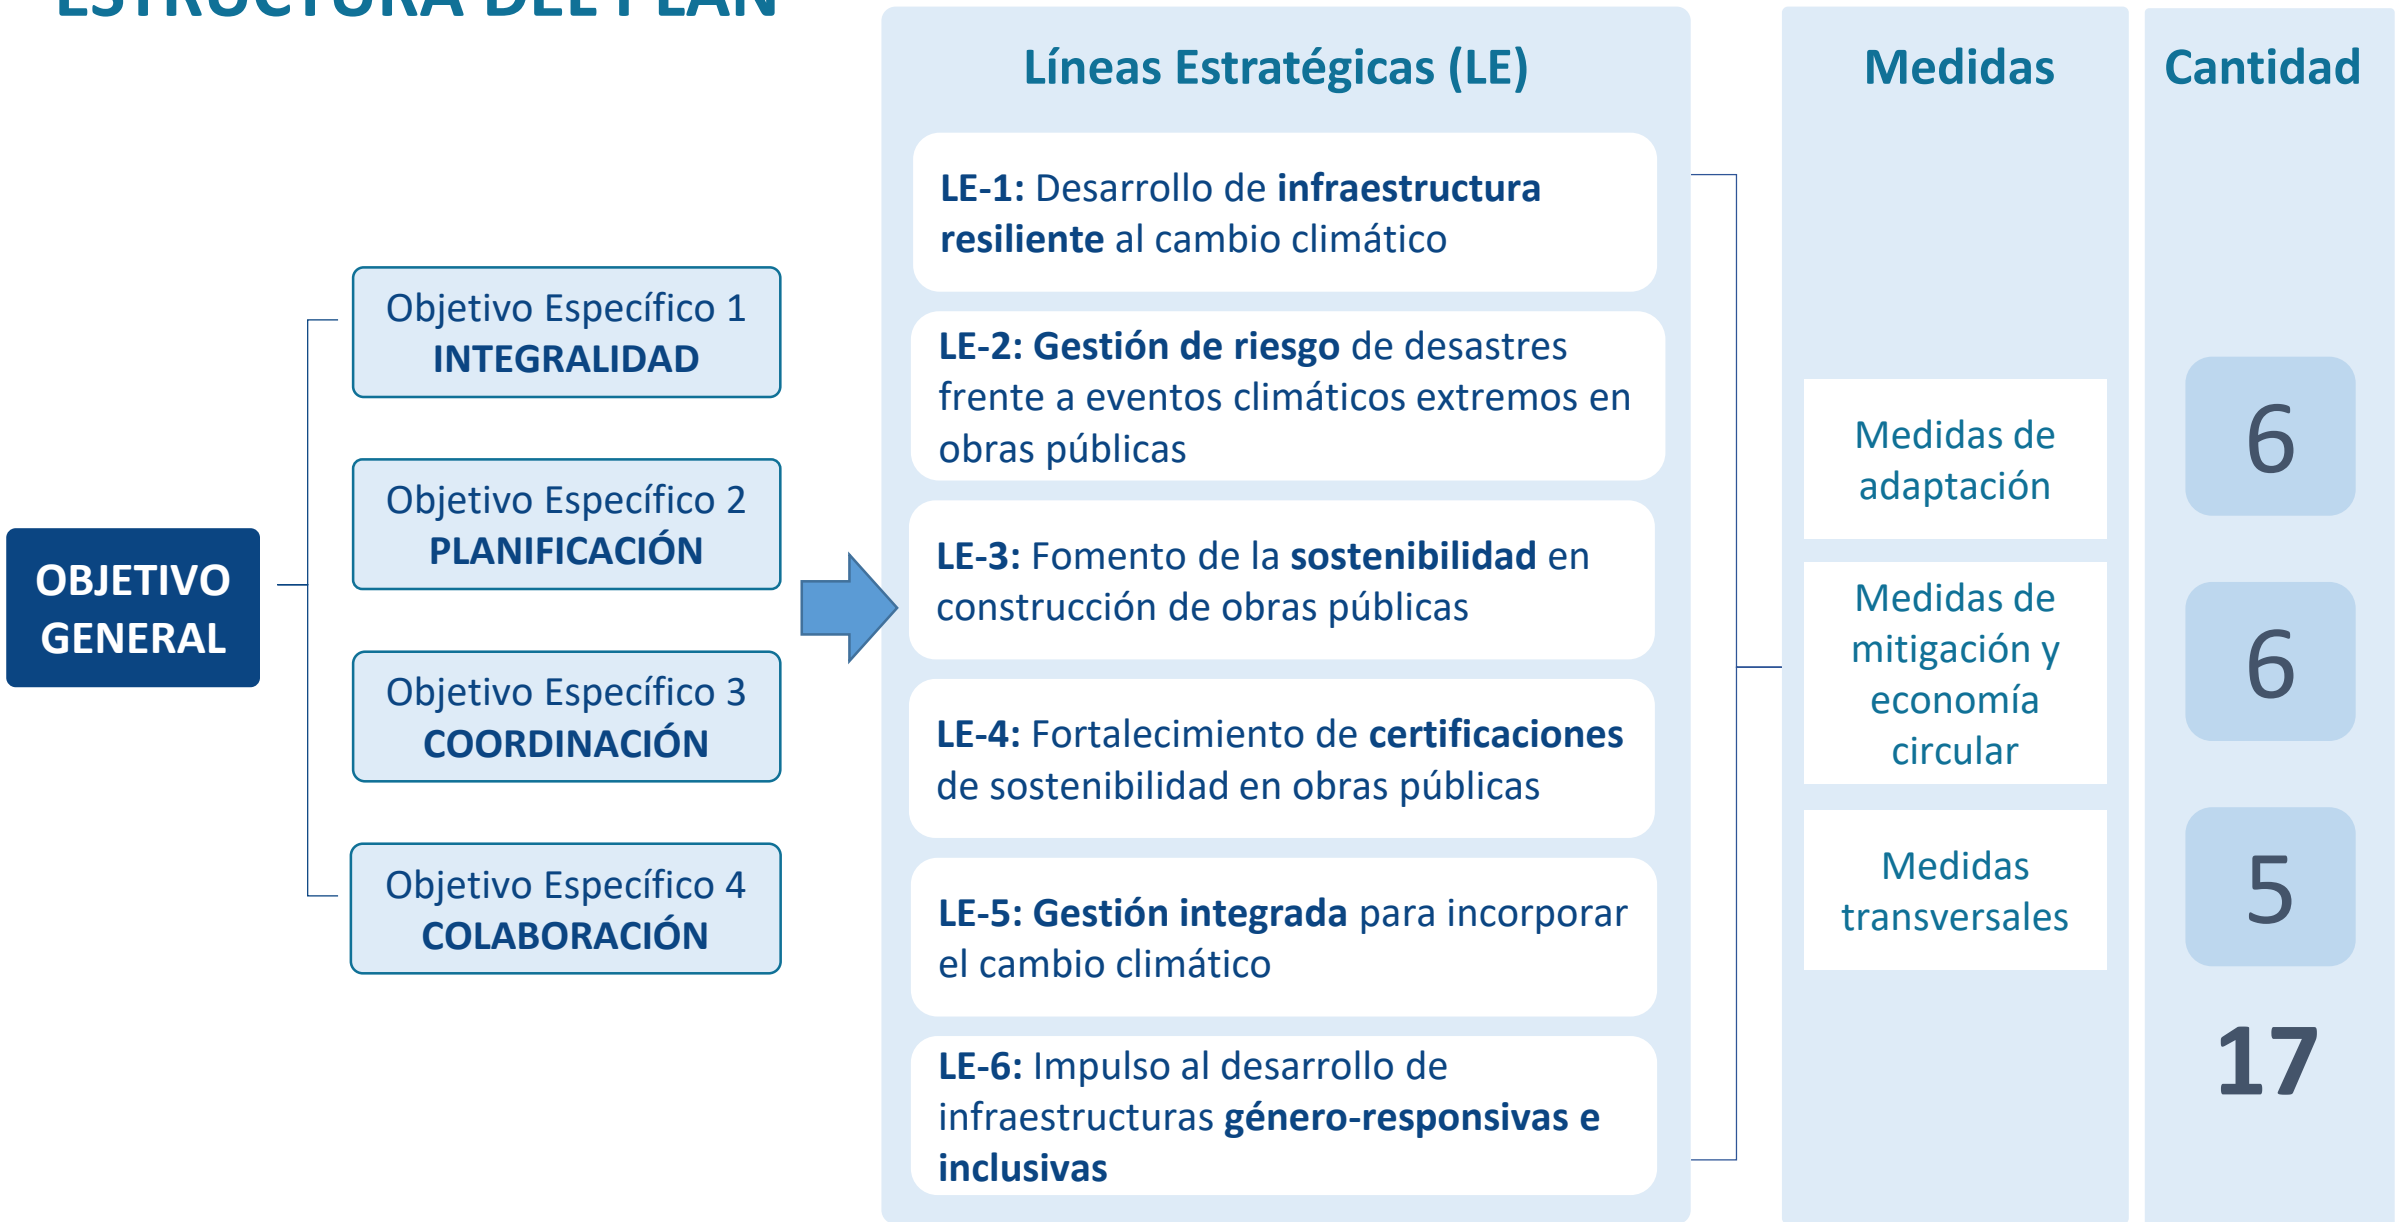 ESTRUCTURA DEL PLAN
OBJETIVO
GENERAL
Objetivo Específico 1
INTEGRALIDAD
Objetivo Específico 2
PLANIFICACIÓN
Objetivo Específico 3
COORDINACIÓN
Objetivo Específico 4
COLABORACIÓN
Líneas Estratégicas (LE)
LE-1: Desarrollo de infraestructura
resiliente al cambio climático
LE-2: Gestión de riesgo de desastres
frente a eventos climáticos extremos en
obras públicas
LE-3: Fomento de la sostenibilidad en
construcción de obras públicas
LE-4: Fortalecimiento de certificaciones
de sostenibilidad en obras públicas
LE-5: Gestión integrada para incorporar
el cambio climático
LE-6: Impulso al desarrollo de
infraestructuras género-responsivas e
inclusivas
Medidas
Medidas de
adaptación
Medidas de
mitigación y
economía
circular
Medidas
transversales
Cantidad
6
6
5
17